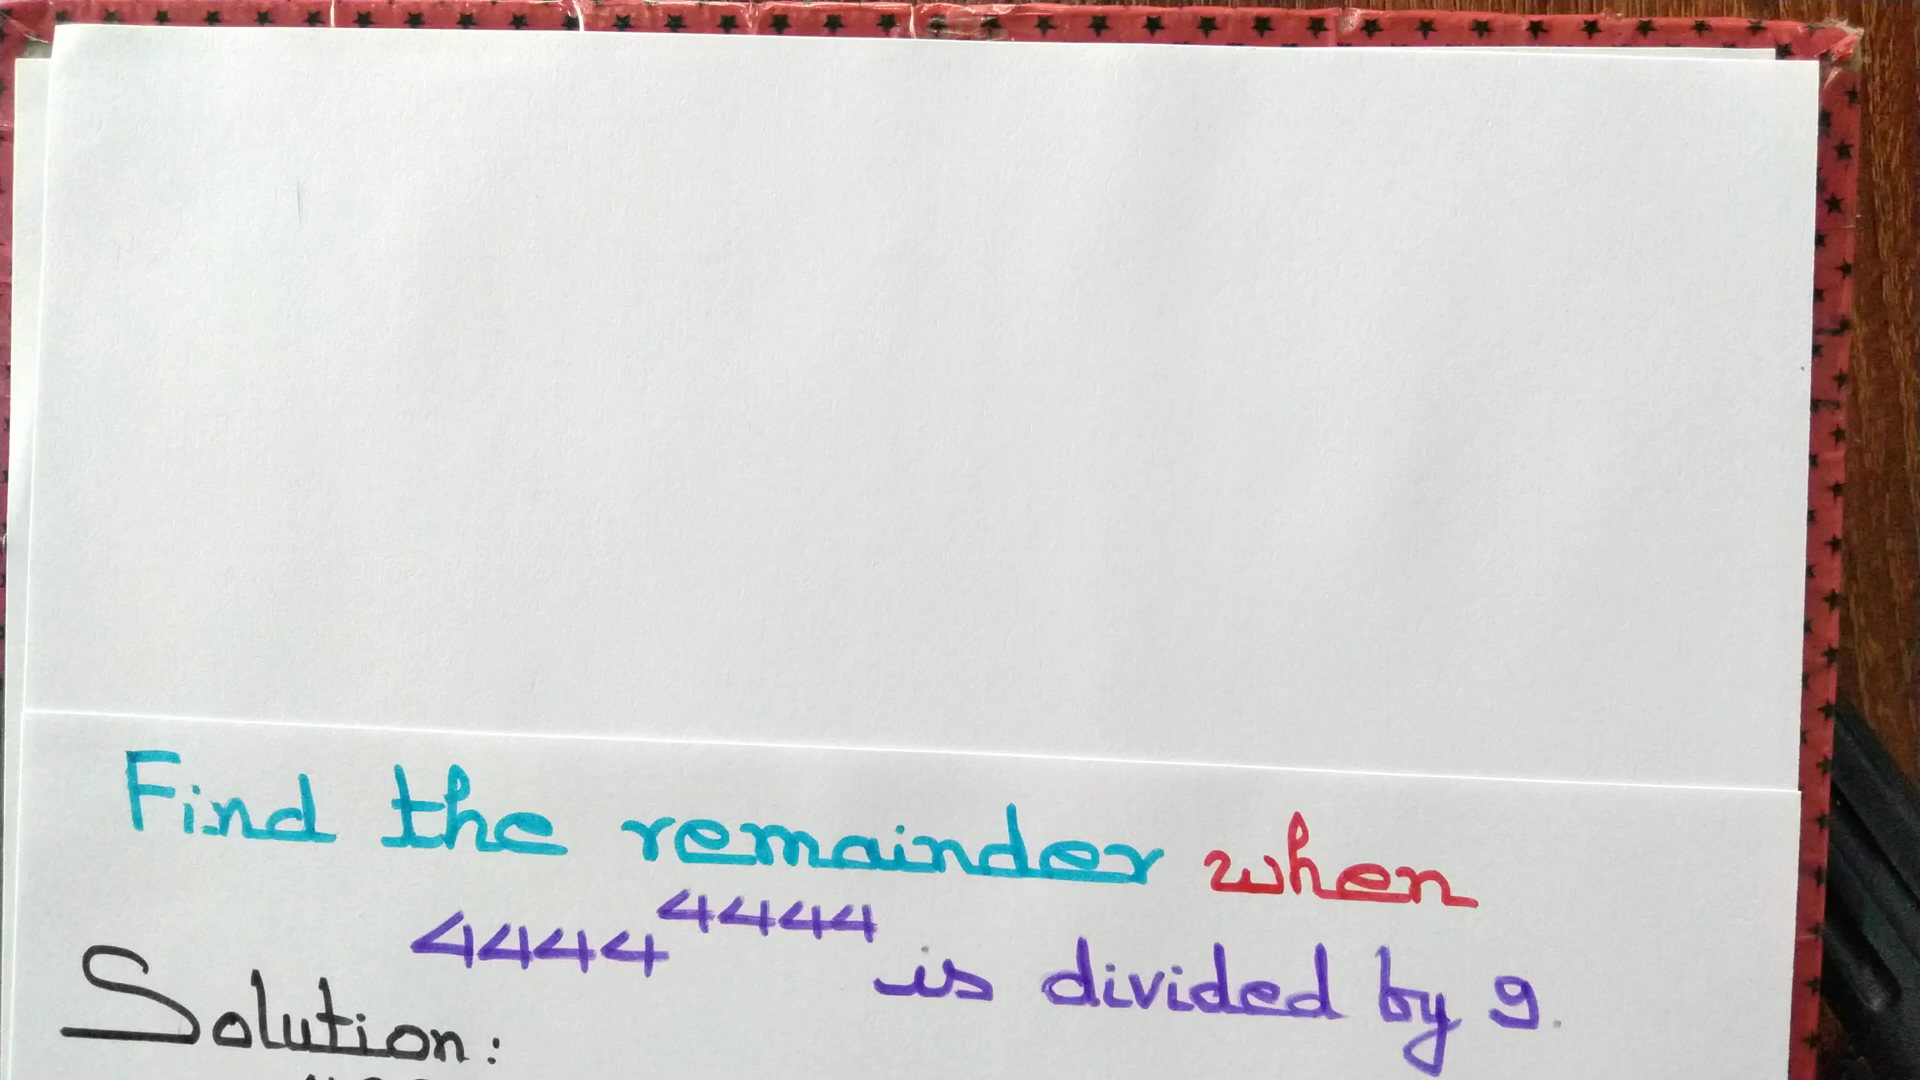 Find the remainder when
4444^4444 is divided by 9.
Solution: